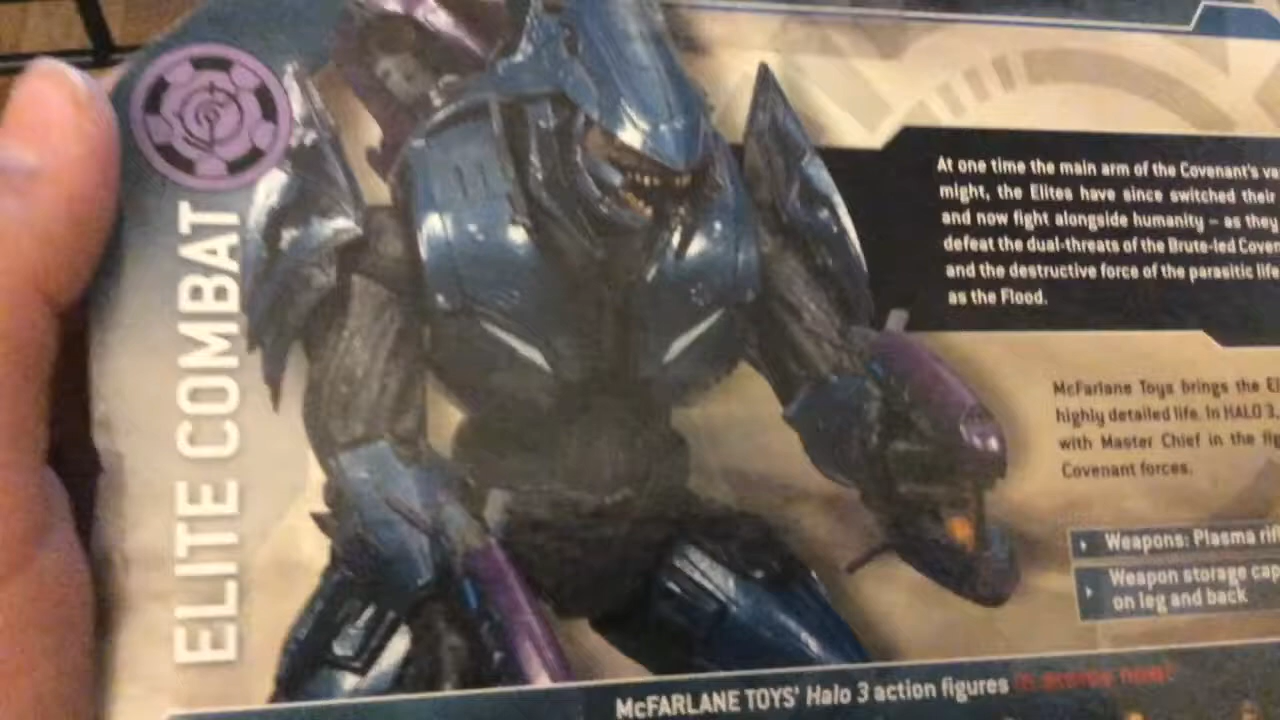 ELITE COMBAT
At one time the main arm of the Covenant's
might, the Elites have since switched their
and now fight alongside humanity – as they
defeat the dual-threats of the Brute-led
and the destructive force of the parasitic
as the Flood.
McFarlane Toys brings the
highly detailed life. In HALO 3,
with Master Chief in the
Covenant forces.
Weapons: Plasma
Weapon storage
on leg and back
McFARLANE TOYS' Halo 3 action figures in stores now!